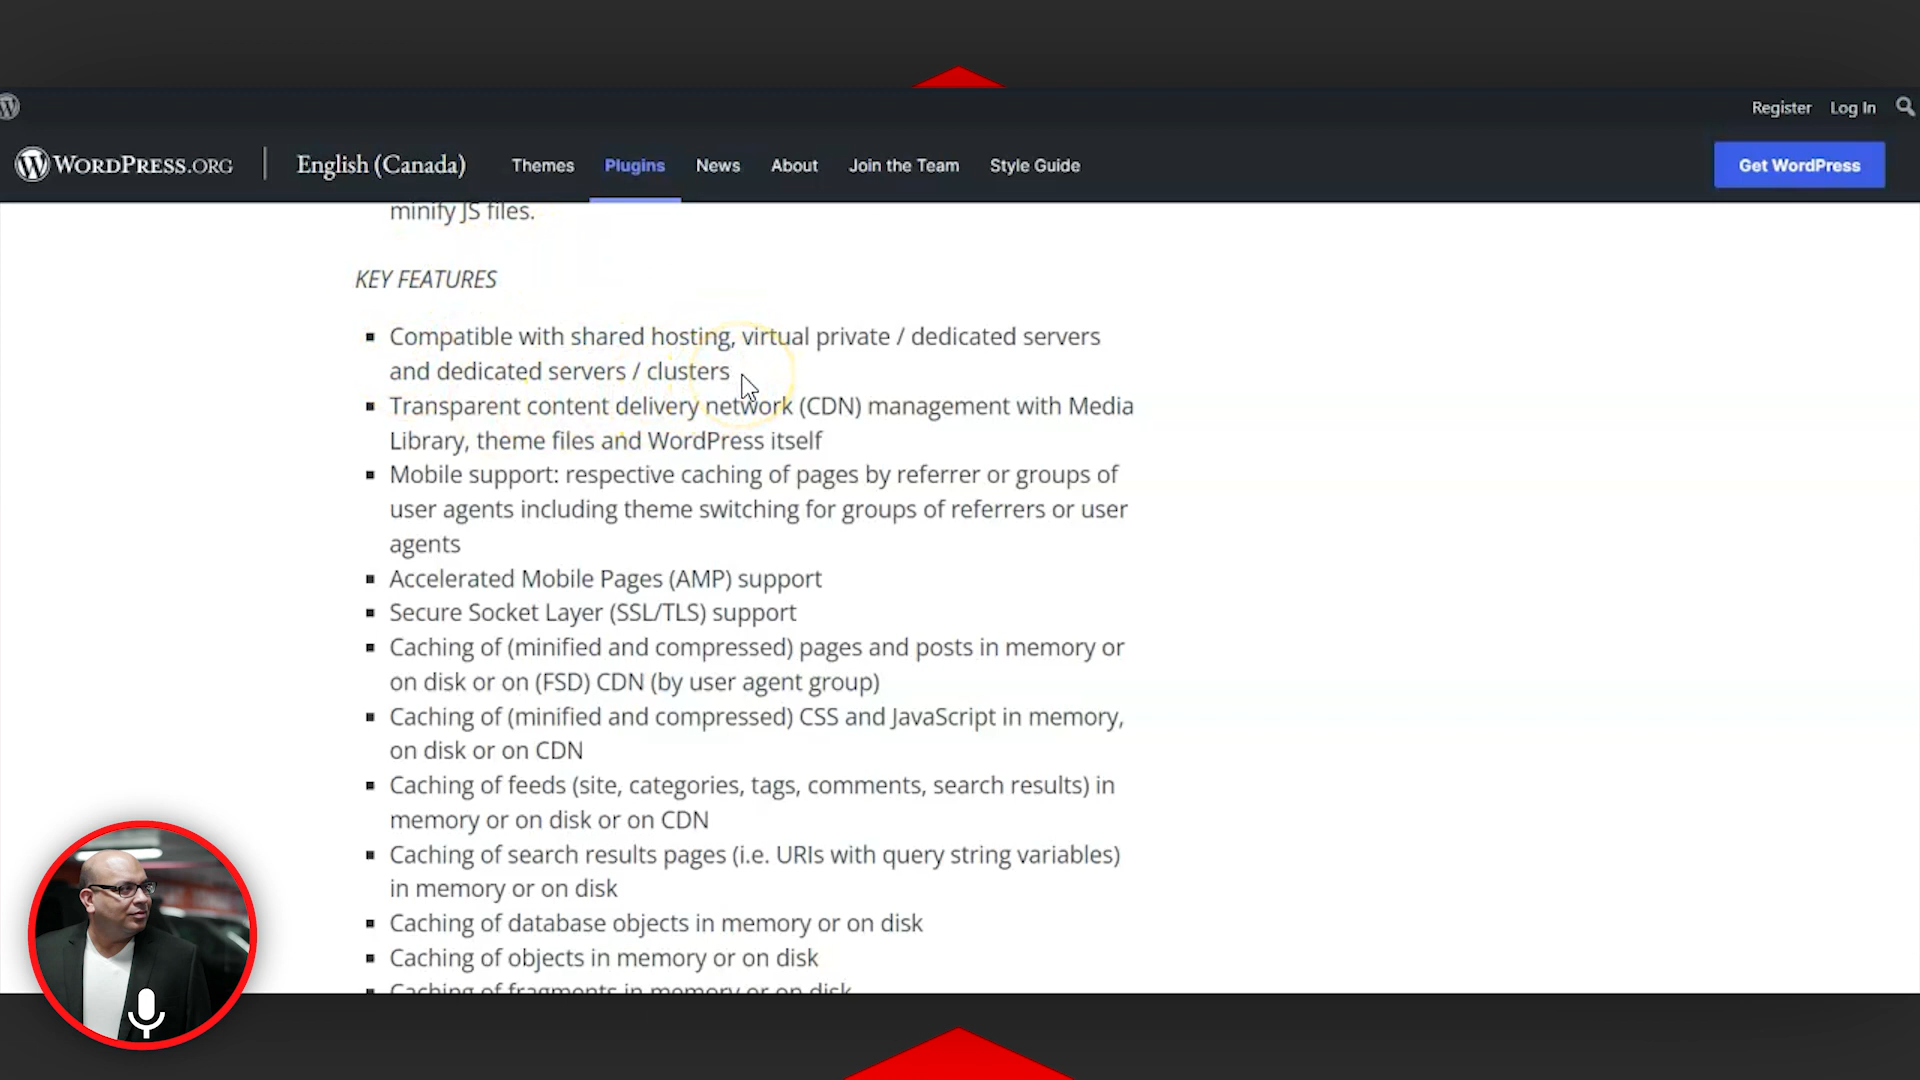 Register Log In
WORDPRESS.ORG English (Canada) Themes Plugins News About Join the Team Style Guide Get WordPress
minify JS files.
KEY FEATURES
Compatible with shared hosting, virtual private / dedicated servers
and dedicated servers / clusters
Transparent content delivery network (CDN) management with Media
Library, theme files and WordPress itself
Mobile support: respective caching of pages by referrer or groups of
user agents including theme switching for groups of referrers or user
agents
Accelerated Mobile Pages (AMP) support
Secure Socket Layer (SSL/TLS) support
Caching of (minified and compressed) pages and posts in memory or
on disk or on (FSD) CDN (by user agent group)
Caching of (minified and compressed) CSS and JavaScript in memory,
on disk or on CDN
Caching of feeds (site, categories, tags, comments, search results) in
memory or on disk or on CDN
Caching of search results pages (i.e. URIs with query string variables)
in memory or on disk
Caching of database objects in memory or on disk
Caching of objects in memory or on disk
Caching of fragments in memory or on disk